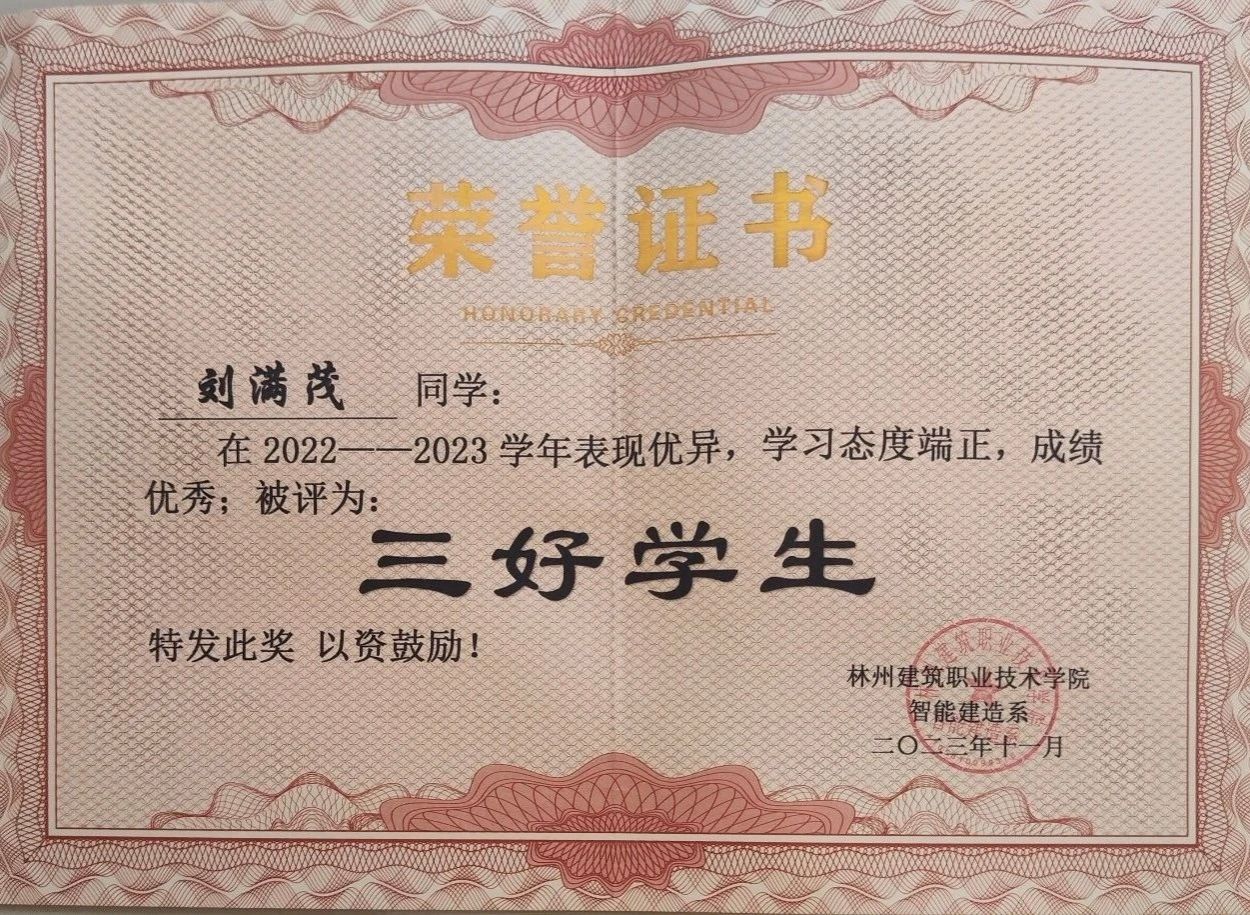 荣誉证书
HONORARY CREDENTIAL
刘满茂 同学：
在 2022——2023 学年表现优异，学习态度端正，成绩
优秀；被评为：
三好学生
特发此奖 以资鼓励！
林州建筑职业技术学院
智能建造系
二〇二三年十一月